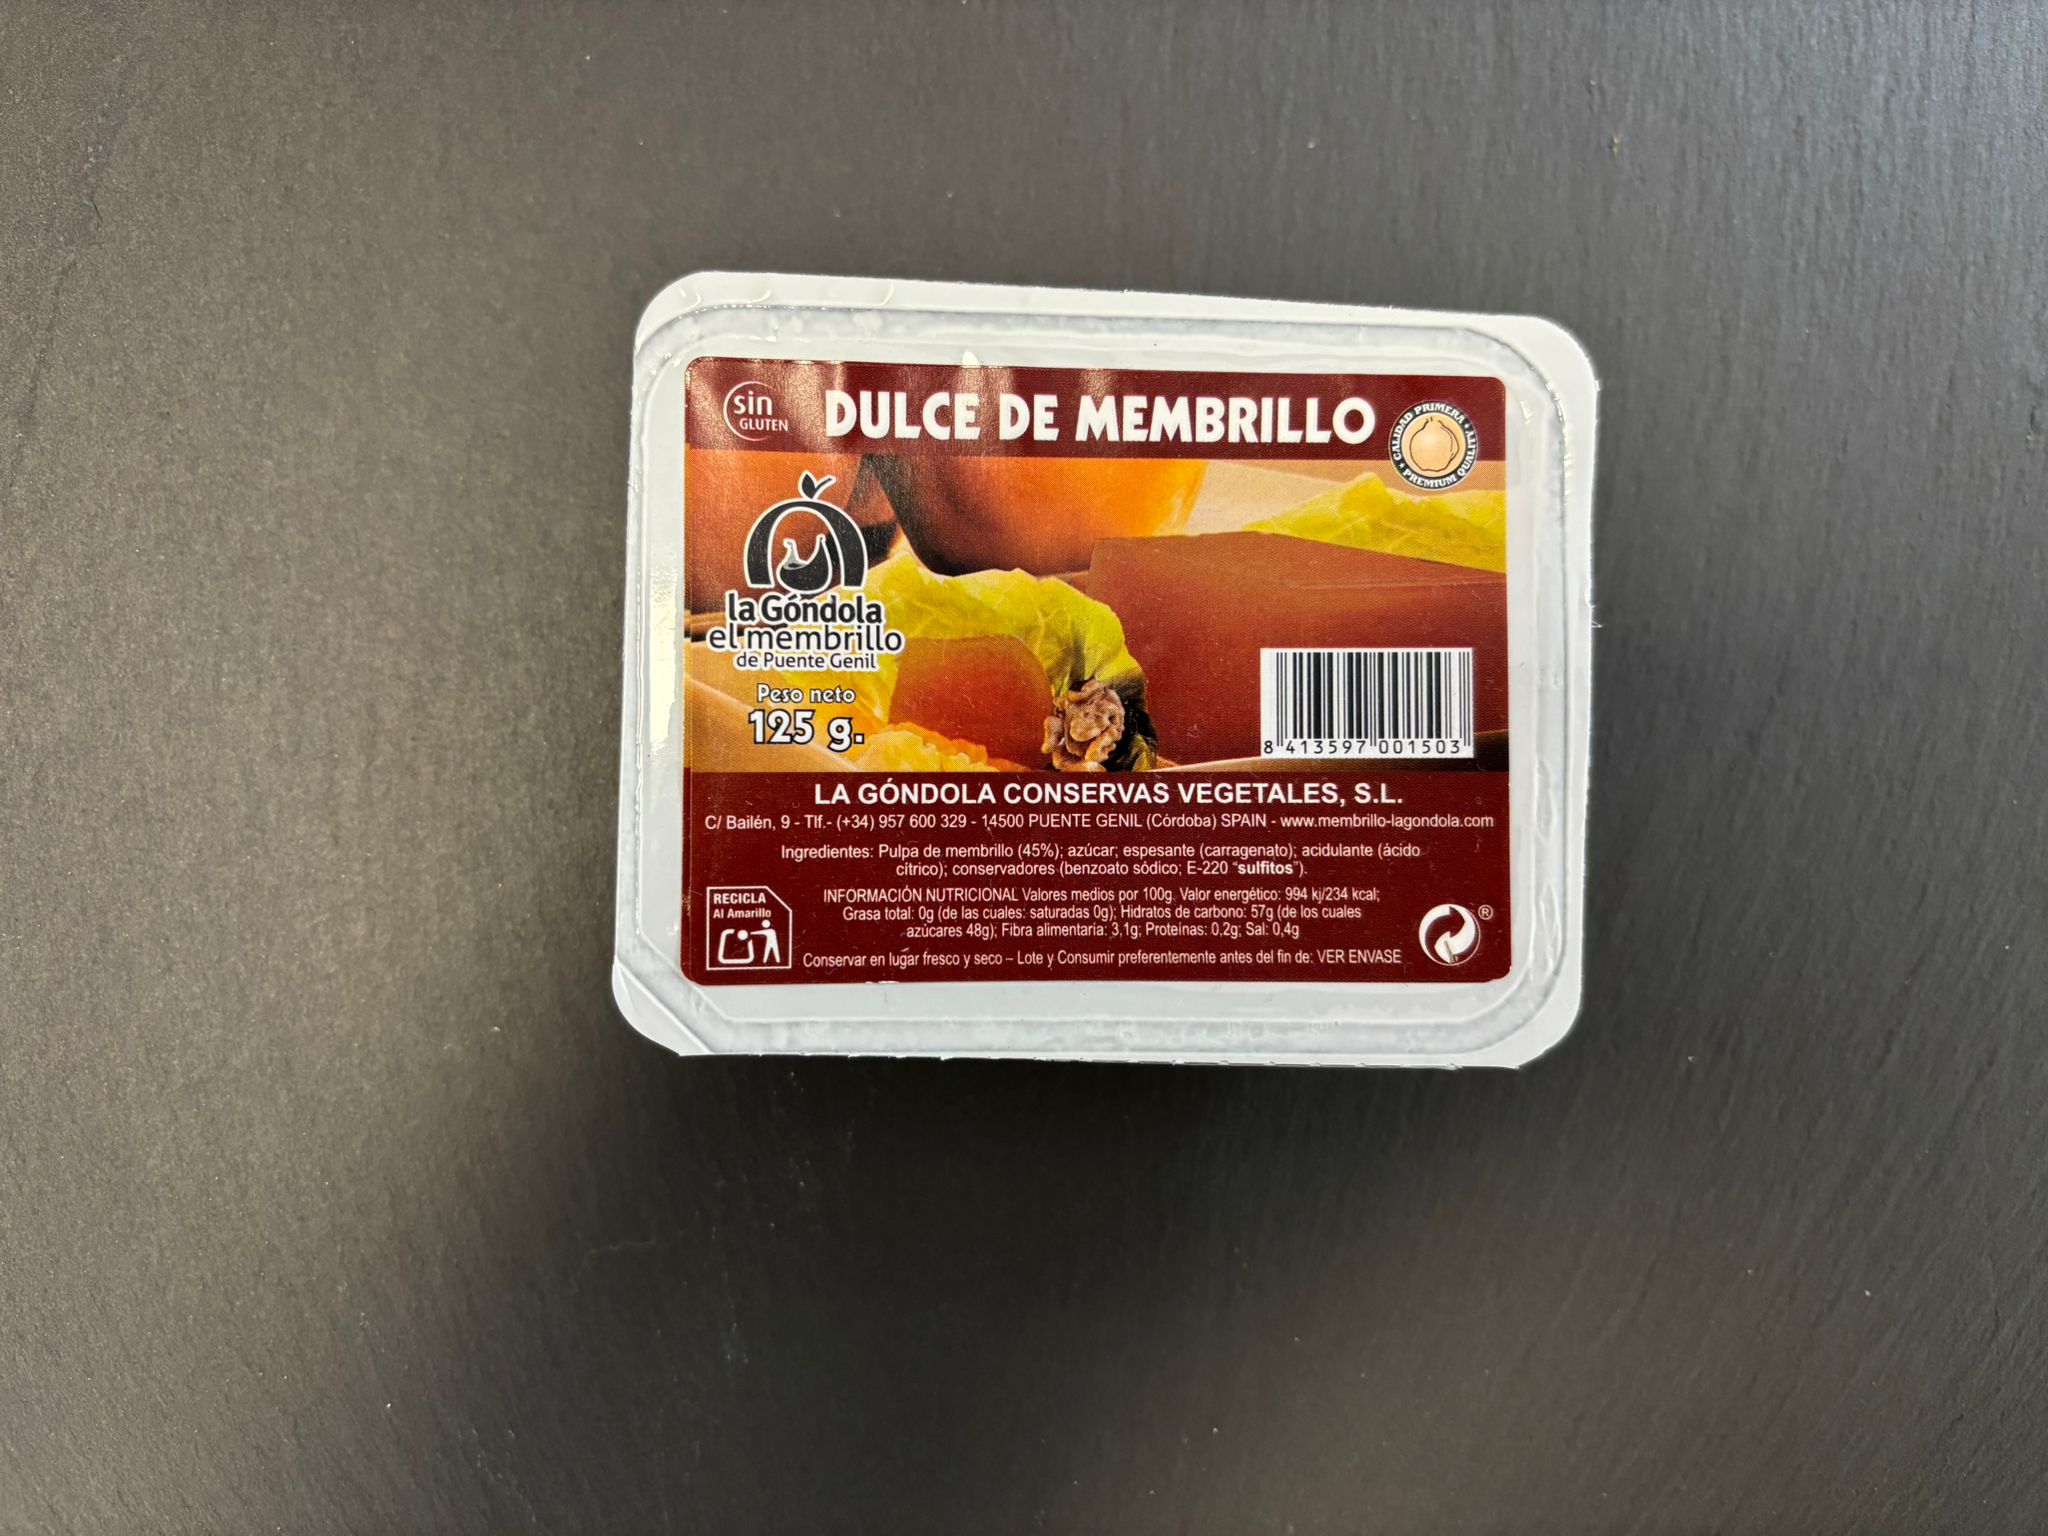 sin
GLUTEN
DULCE DE MEMBRILLO
CALIDAD PRIMERA
PREMIUM QUALITY
la Góndola
el membrillo
de Puente Genil
Peso neto
125 g.
8 413597 001503
LA GÓNDOLA CONSERVAS VEGETALES, S.L.
C/ Bailén, 9 - Tlf.- (+34) 957 600 329 - 14500 PUENTE GENIL (Córdoba) SPAIN - www.membrillo-lagondola.com
Ingredientes: Pulpa de membrillo (45%); azúcar; espesante (carragenato); acidulante (ácido
cítrico); conservadores (benzoato sódico; E-220 "sulfitos").
RECICLA
Al Amarillo
INFORMACIÓN NUTRICIONAL Valores medios por 100g. Valor energético: 994 kj/234 kcal;
Grasa total: 0g (de las cuales: saturadas 0g); Hidratos de carbono: 57g (de los cuales
azúcares 48g); Fibra alimentaria: 3,1g; Proteínas: 0,2g; Sal: 0,4g
®
Conservar en lugar fresco y seco – Lote y Consumir preferentemente antes del fin de: VER ENVASE